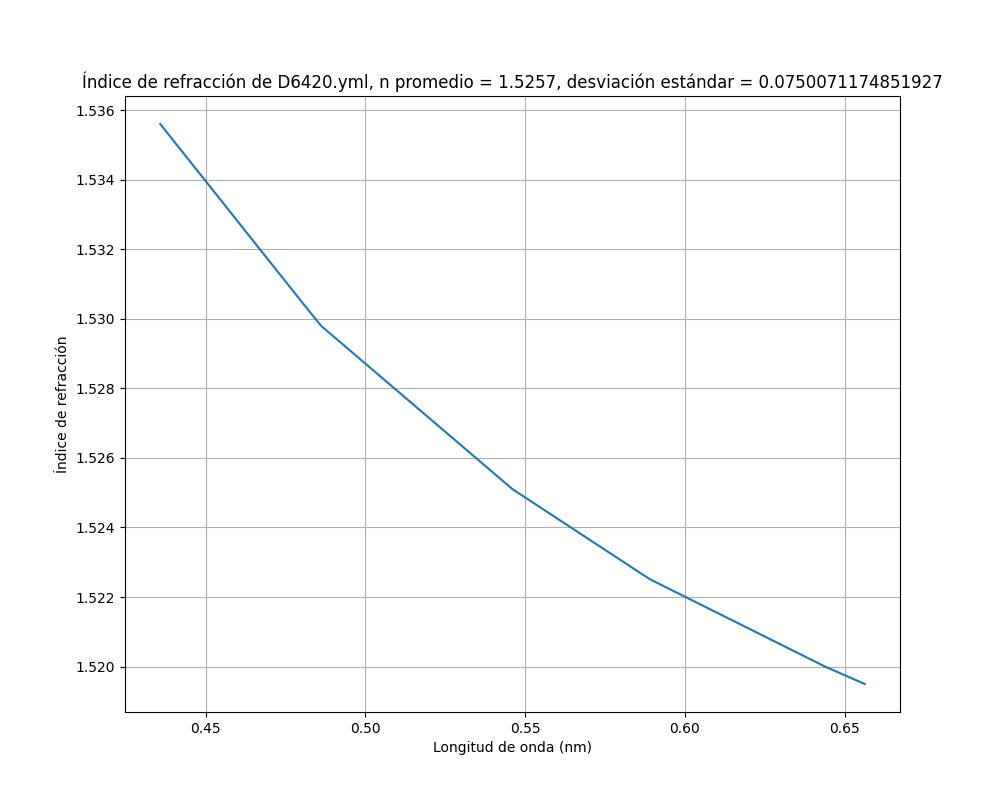 Índice de refracción de D6420.yml, n promedio = 1.5257, desviación estándar = 0.0750071174851927
1.536
1.534
1.532
1.530
1.528
1.526
1.524
1.522
1.520
Índice de refracción
0.45 0.50 0.55 0.60 0.65
Longitud de onda (nm)